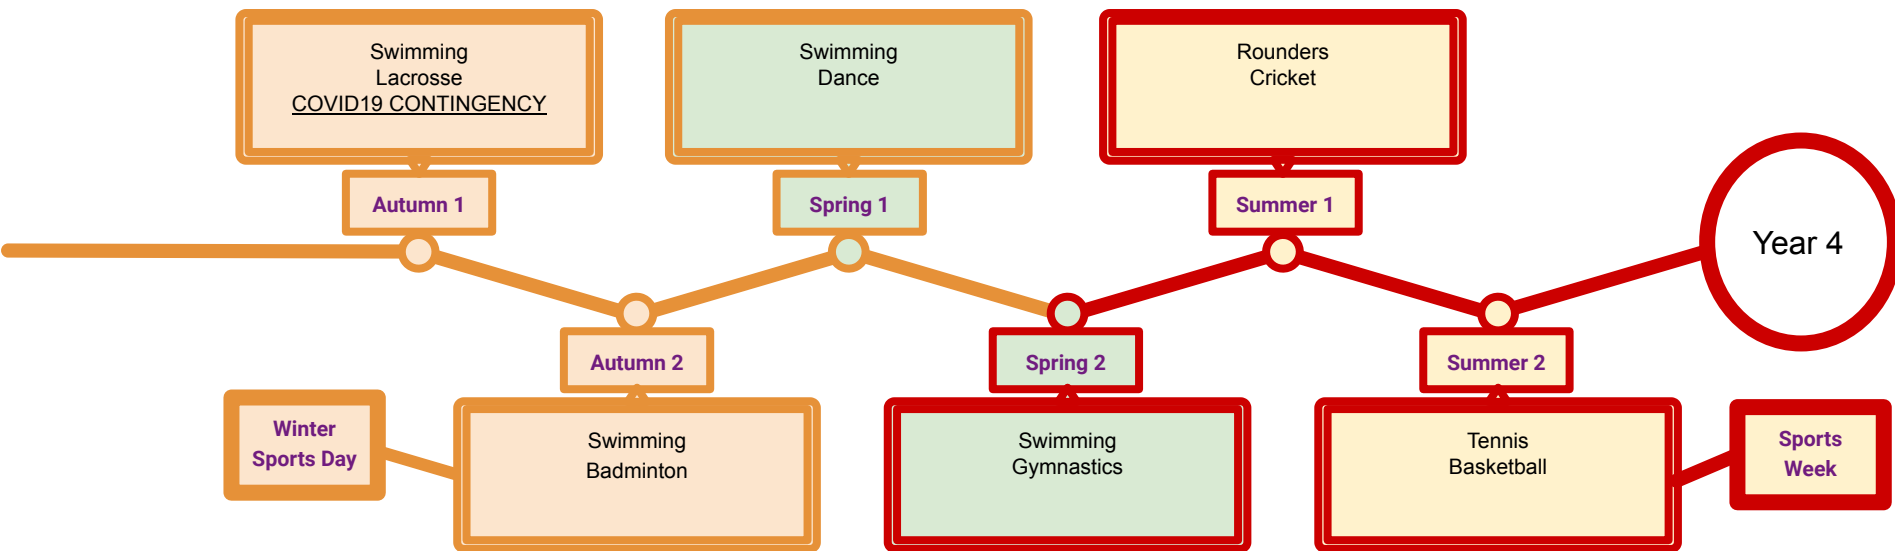 Swimming
Lacrosse
COVID19 CONTINGENCY
Autumn 1
Swimming
Dance
Spring 1
Rounders
Cricket
Summer 1
Year 4
Autumn 2
Winter
Sports Day
Swimming
Badminton
Spring 2
Swimming
Gymnastics
Summer 2
Tennis
Basketball
Sports
Week